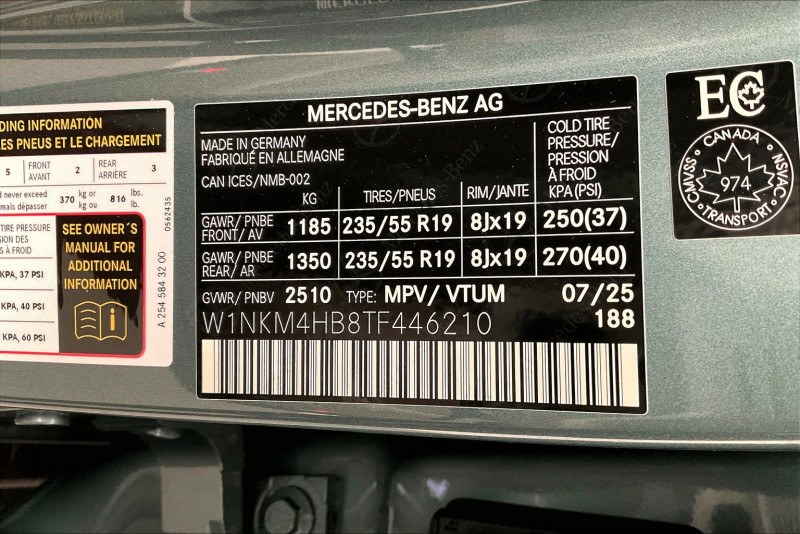 DING INFORMATION
LES PNEUS ET LE CHARGEMENT
5 FRONT AVANT 2 REAR ARRIÈRE 3
d never exceed 370 kg or 816 lbs.
mais dépasser kg ou lb.
TIRE PRESSURE
SION DES
S À FROID
KPA, 37 PSI
KPA, 60 PSI
SEE OWNER´S
MANUAL FOR
ADDITIONAL
INFORMATION
i
0562435
A 254 584 32 00
MERCEDES-BENZ AG
MADE IN GERMANY
FABRIQUÉ EN ALLEMAGNE
CAN ICES/NMB-002
COLD TIRE
PRESSURE/
PRESSION
À FROID
KG TIRES/PNEUS RIM/JANTE KPA (PSI)
GAWR/ PNBE FRONT/ AV 1185 235/55 R19 8Jx19 250(37)
GAWR/ PNBE REAR/ AR 1350 235/55 R19 8Jx19 270(40)
GVWR/ PNBV 2510 TYPE: MPV/ VTUM 07/25
W1NKM4HB8TF446210 188
EC
CANADA
CMVSS 974 NSVAC
TRANSPORT